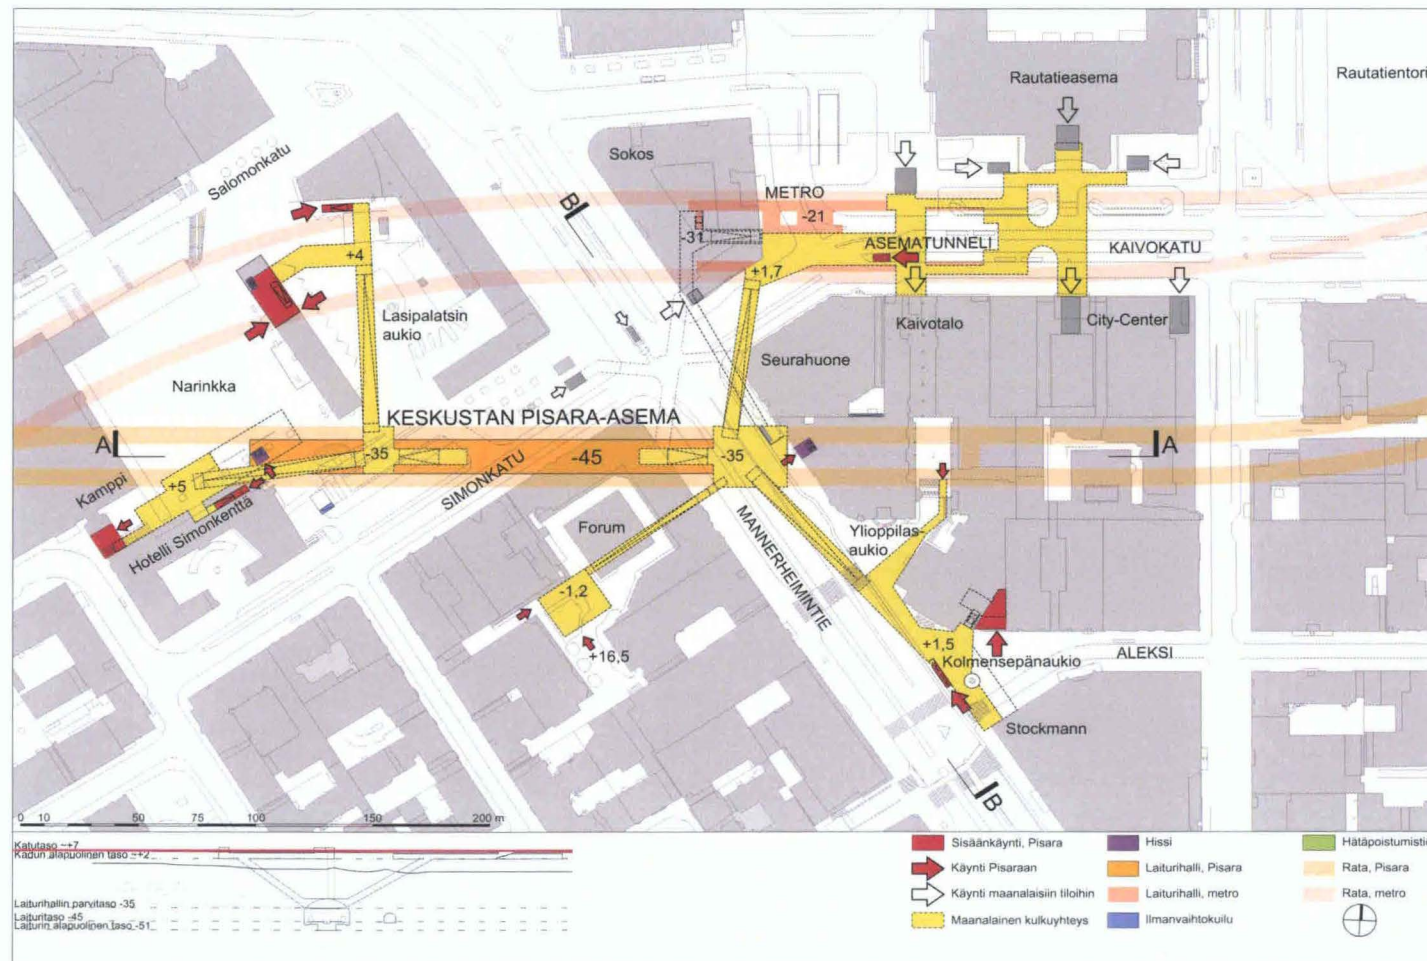 Rautatieasema
Rautatientori
Sokos
Salomonkatu
B
METRO
-21
-31
ASEMATUNNELI
KAIVOKATU
+4
+1,7
Lasipalatsin
aukio
Kaivotalo
City-Center
Seurahuone
Narinkka
KESKUSTAN PISARA-ASEMA
A
A
-35
-45
-35
SIMONKATU
Kamppi
+5
Hotelli Simonkenttä
Forum
MANNERHEIMINTIE
Ylioppilas-
aukio
-1,2
+16,5
+1,5
Kolmensepänaukio
ALEKSI
Stockmann
B
0 10 50 75 100 150 200 m
Katutaso ~+7
Kadun alapuolinen taso ~+2
Laiturihallin parvitaso -35
Laituritaso -45
Laiturin alapuolinen taso -51
Sisäänkäynti, Pisara
Käynti Pisaraan
Käynti maanalaisiin tiloihin
Maanalainen kulkuyhteys
Hissi
Laiturihalli, Pisara
Laiturihalli, metro
Ilmanvaihtokuilu
Hätäpoistumistie
Rata, Pisara
Rata, metro